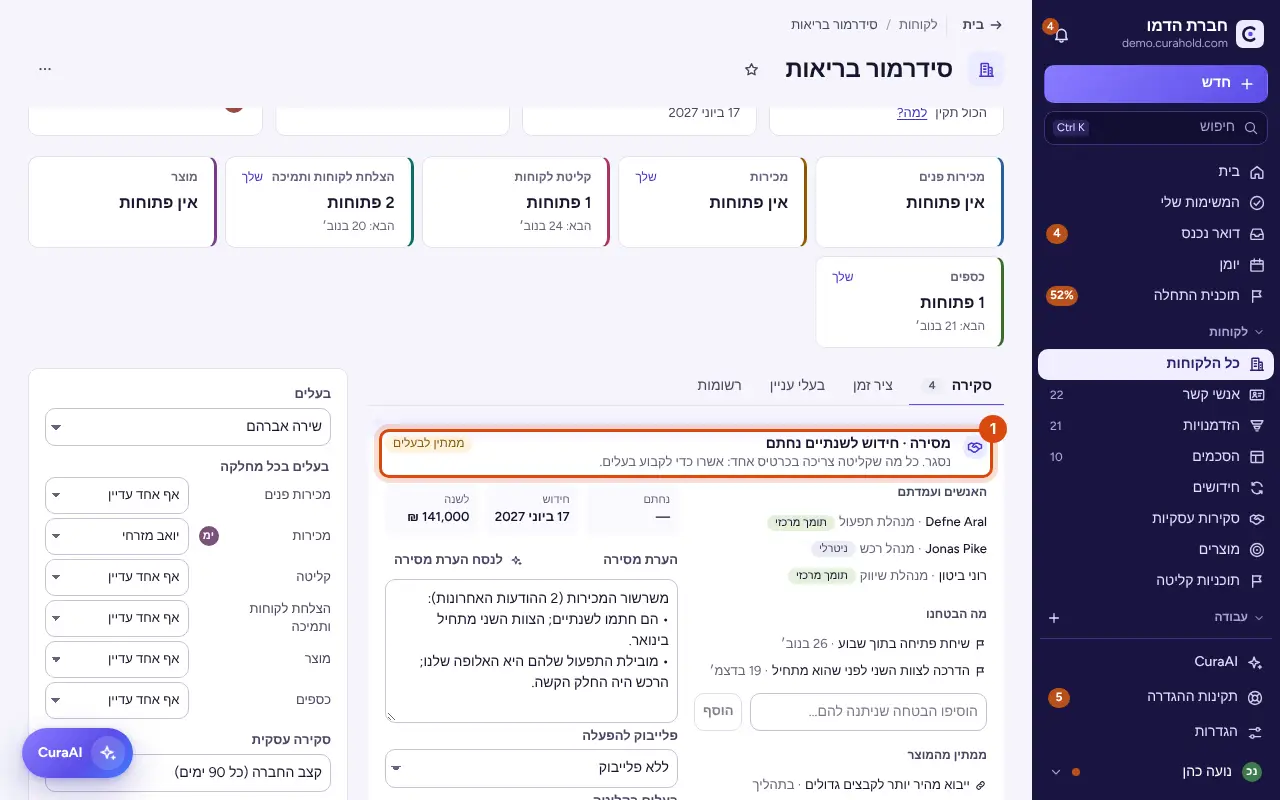 חברת הדמו
demo.curahold.com
4
חדש
חיפוש
Ctrl K
בית
המשימות שלי
דואר נכנס 4
יומן
תוכנית התחלה 52%
לקוחות
כל הלקוחות
אנשי קשר 22
הזדמנויות 21
הסכמים 10
חידושים
סקירות עסקיות
מוצרים
תוכניות קליטה
עבודה
CuraAI
תקינות ההגדרה 5
הגדרות
נכ נועה כהן
בית
לקוחות / סידרמור בריאות
סידרמור בריאות
הכול תקין למה?
17 ביוני 2027
מכירות פנים
אין פתוחות
מכירות שלך
אין פתוחות
קליטת לקוחות
1 פתוחות
הבא: 24 בנוב׳
הצלחת לקוחות ותמיכה שלך
2 פתוחות
הבא: 20 בנוב׳
מוצר
אין פתוחות
כספים שלך
1 פתוחות
הבא: 21 בנוב׳
סקירה 4
ציר זמן
בעלי עניין
רשומות
1
מסירה · חידוש לשנתיים נחתם
ממתין לבעלים
נסגר. כל מה שקליטה צריכה בכרטיס אחד: אשרו כדי לקבוע בעלים.
האנשים ועמדתם
Defne Aral · מנהלת תפעול תומך מרכזי
Jonas Pike · מנהל רכש ניטרלי
רוני ביטון · מנהלת שיווק תומך מרכזי
מה הבטחנו
שיחת פתיחה בתוך שבוע · 26 בנוב׳
הדרכה לצוות השני לפני שהוא מתחיל · 19 בדצמ׳
הוסיפו הבטחה שניתנה להם...
הוסף
ממתין מהמוצר
ייבוא מהיר יותר לקבצים גדולים · בתהליך
נחתם
—
חידוש
17 ביוני 2027
לשנה
141,000 ₪
הערת מסירה
לנסח הערת מסירה
משרשור המכירות (2 ההודעות האחרונות):
• הם חתמו לשנתיים; הצוות השני מתחיל
בינואר.
• מובילת התפעול שלהם היא האלופה שלנו;
הרכש היה החלק הקשה.
פלייבוק להפעלה
ללא פלייבוק
בעלים בקליטה
בעלים
שירה אברהם
בעלים בכל מחלקה
מכירות פנים
אף אחד עדיין
מכירות
ימ
יואב מזרחי
קליטה
אף אחד עדיין
הצלחת לקוחות
ותמיכה
אף אחד עדיין
מוצר
אף אחד עדיין
כספים
אף אחד עדיין
סקירה עסקית
קצב החברה (כל 90 ימים)
CuraAI